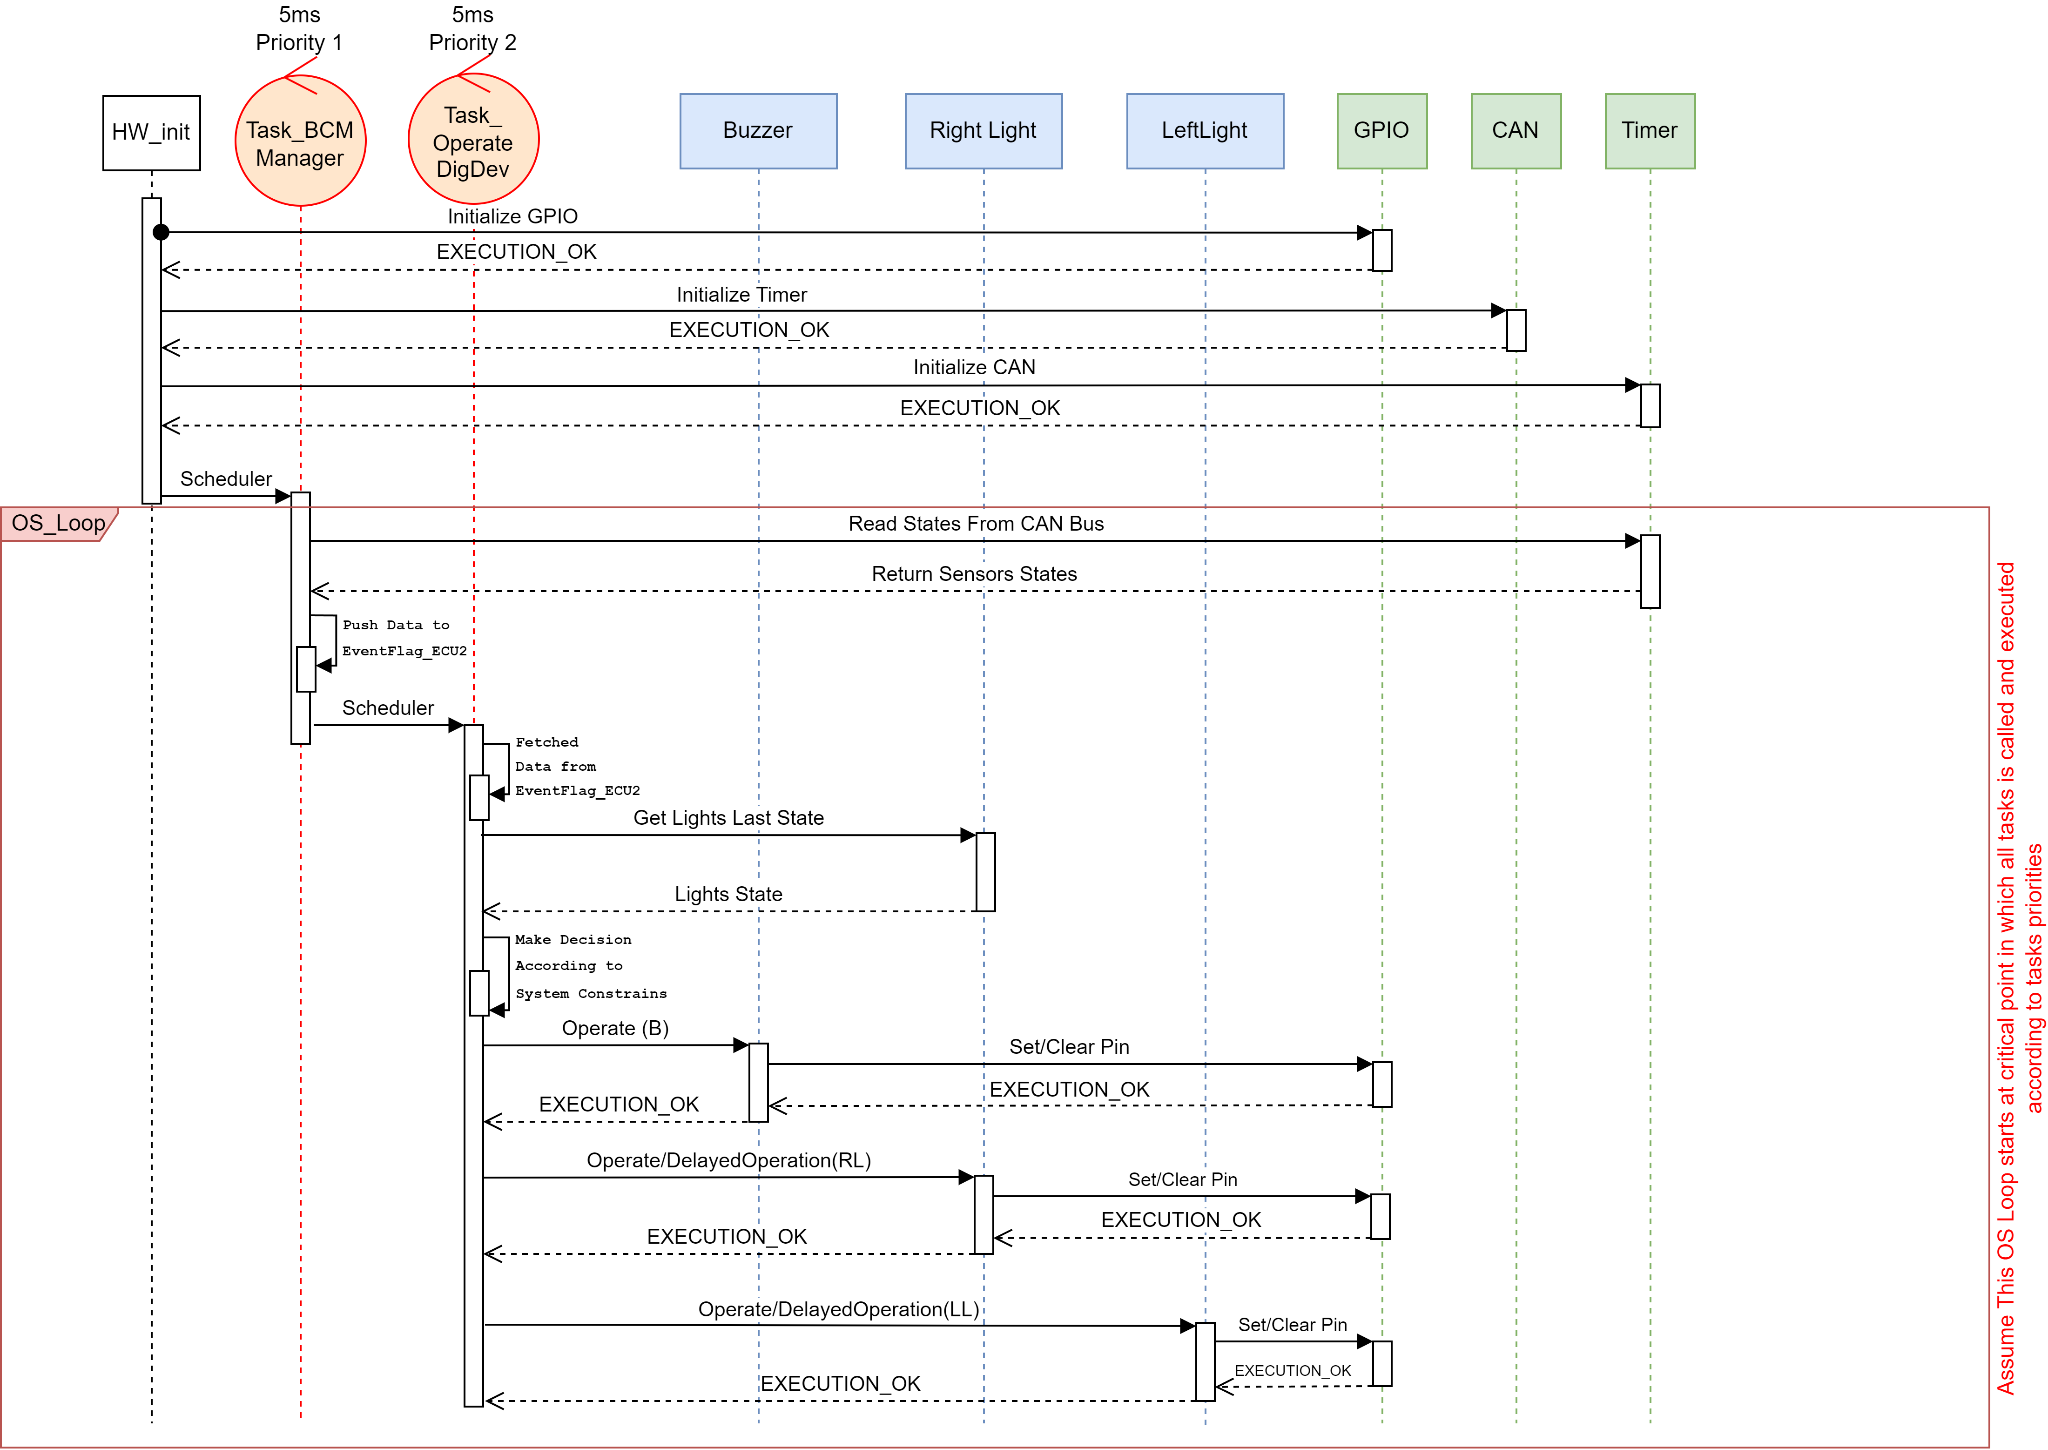 5ms
Priority 1
5ms
Priority 2
HW_init
Task_BCM
Manager
Task_
Operate
DigDev
Buzzer
Right Light
LeftLight
GPIO
CAN
Timer
Initialize GPIO
EXECUTION_OK
Initialize Timer
EXECUTION_OK
Initialize CAN
EXECUTION_OK
Scheduler
OS_Loop
Read States From CAN Bus
Return Sensors States
Push Data to
EventFlag_ECU2
Scheduler
Fetched
Data from
EventFlag_ECU2
Get Lights Last State
Lights State
Make Decision
According to
System Constrains
Operate (B)
Set/Clear Pin
EXECUTION_OK
EXECUTION_OK
Operate/DelayedOperation(RL)
Set/Clear Pin
EXECUTION_OK
EXECUTION_OK
Operate/DelayedOperation(LL)
Set/Clear Pin
EXECUTION_OK
EXECUTION_OK
Assume This OS Loop starts at critical point in which all tasks is called and executed
according to tasks priorities